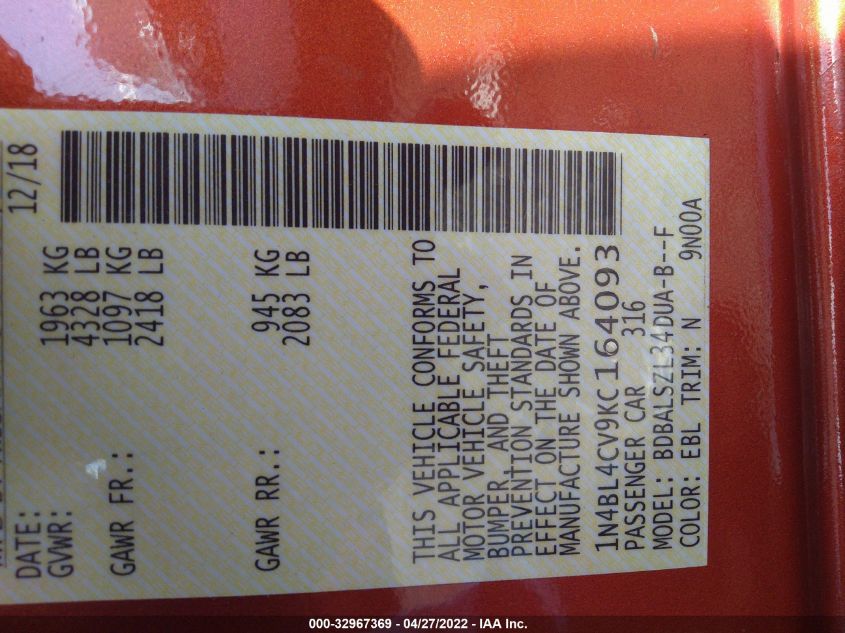 DATE: 12/18
GVWR: 1963 KG
4328 LB
GAWR FR.: 1097 KG
2418 LB
GAWR RR.: 945 KG
2083 LB
THIS VEHICLE CONFORMS TO
ALL APPLICABLE FEDERAL
MOTOR VEHICLE SAFETY,
BUMPER, AND THEFT
PREVENTION STANDARDS IN
EFFECT ON THE DATE OF
MANUFACTURE SHOWN ABOVE.
1N4BL4CV9KC164093
PASSENGER CAR 316
MODEL: BDBALSZL34DUA-B--F
COLOR: EBL TRIM: N 9N00A
000-32967369 - 04/27/2022 - IAA Inc.